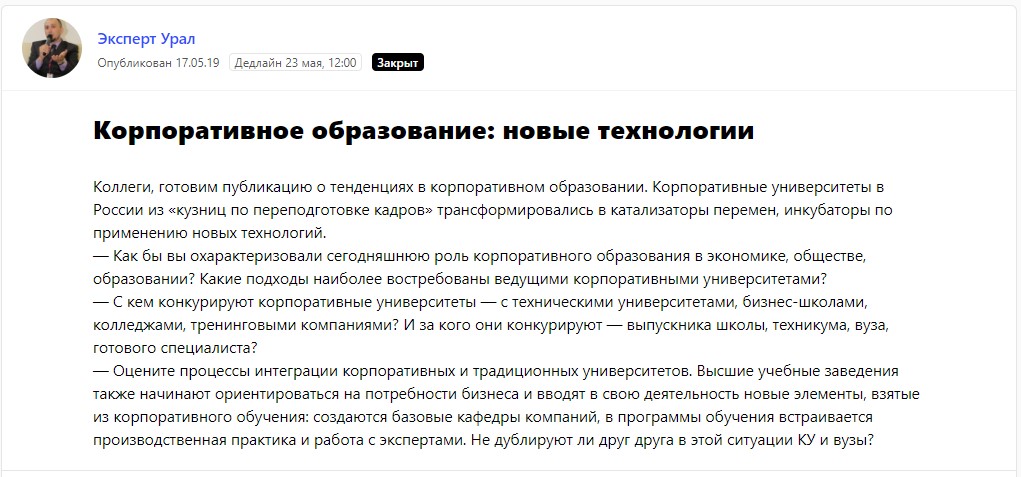 Эксперт Урал
Опубликован 17.05.19 Дедлайн 23 мая, 12:00 Закрыт
Корпоративное образование: новые технологии
Коллеги, готовим публикацию о тенденциях в корпоративном образовании. Корпоративные университеты в
России из «кузниц по переподготовке кадров» трансформировались в катализаторы перемен, инкубаторы по
применению новых технологий.
— Как бы вы охарактеризовали сегодняшнюю роль корпоративного образования в экономике, обществе,
образовании? Какие подходы наиболее востребованы ведущими корпоративными университетами?
— С кем конкурируют корпоративные университеты — с техническими университетами, бизнес-школами,
колледжами, тренинговыми компаниями? И за кого они конкурируют — выпускника школы, техникума, вуза,
готового специалиста?
— Оцените процессы интеграции корпоративных и традиционных университетов. Высшие учебные заведения
также начинают ориентироваться на потребности бизнеса и вводят в свою деятельность новые элементы, взятые
из корпоративного обучения: создаются базовые кафедры компаний, в программы обучения встраивается
производственная практика и работа с экспертами. Не дублируют ли друг друга в этой ситуации КУ и вузы?